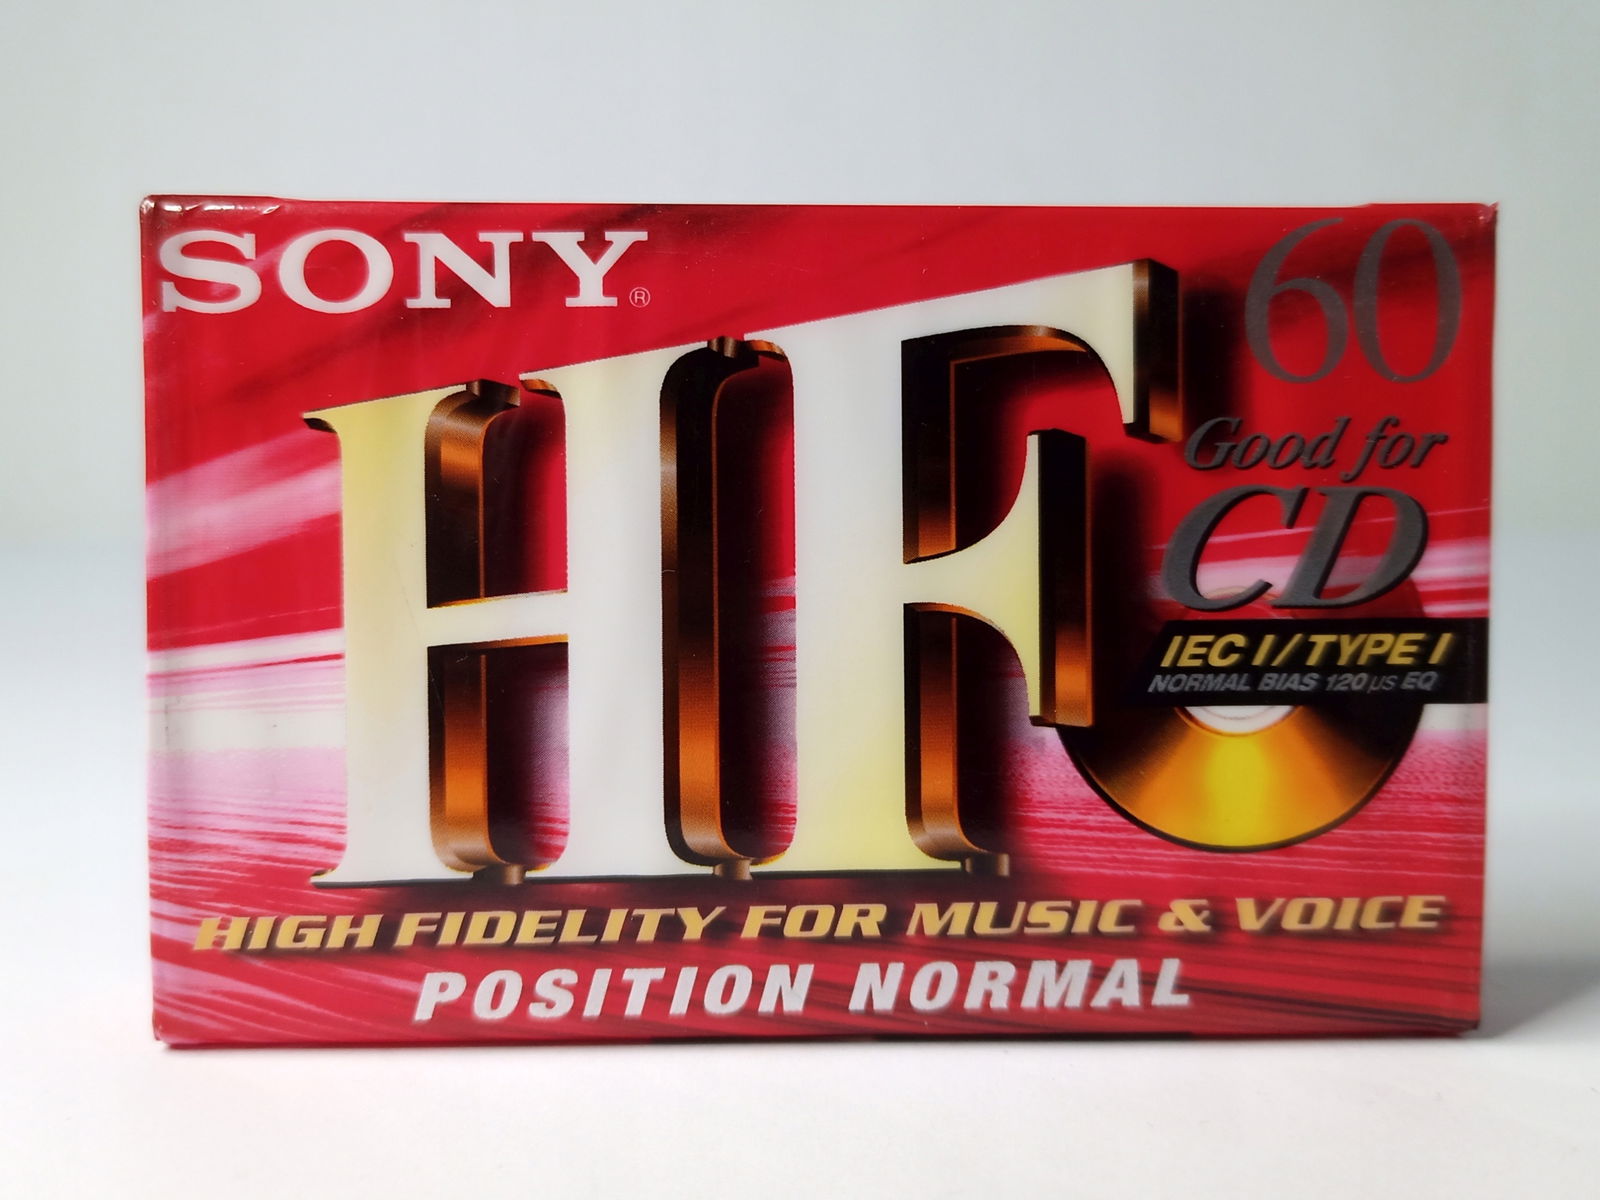 SONY®
60
HF
Good for
CD
IEC I/TYPE I
NORMAL BIAS 120 µs EQ
HIGH FIDELITY FOR MUSIC & VOICE
POSITION NORMAL